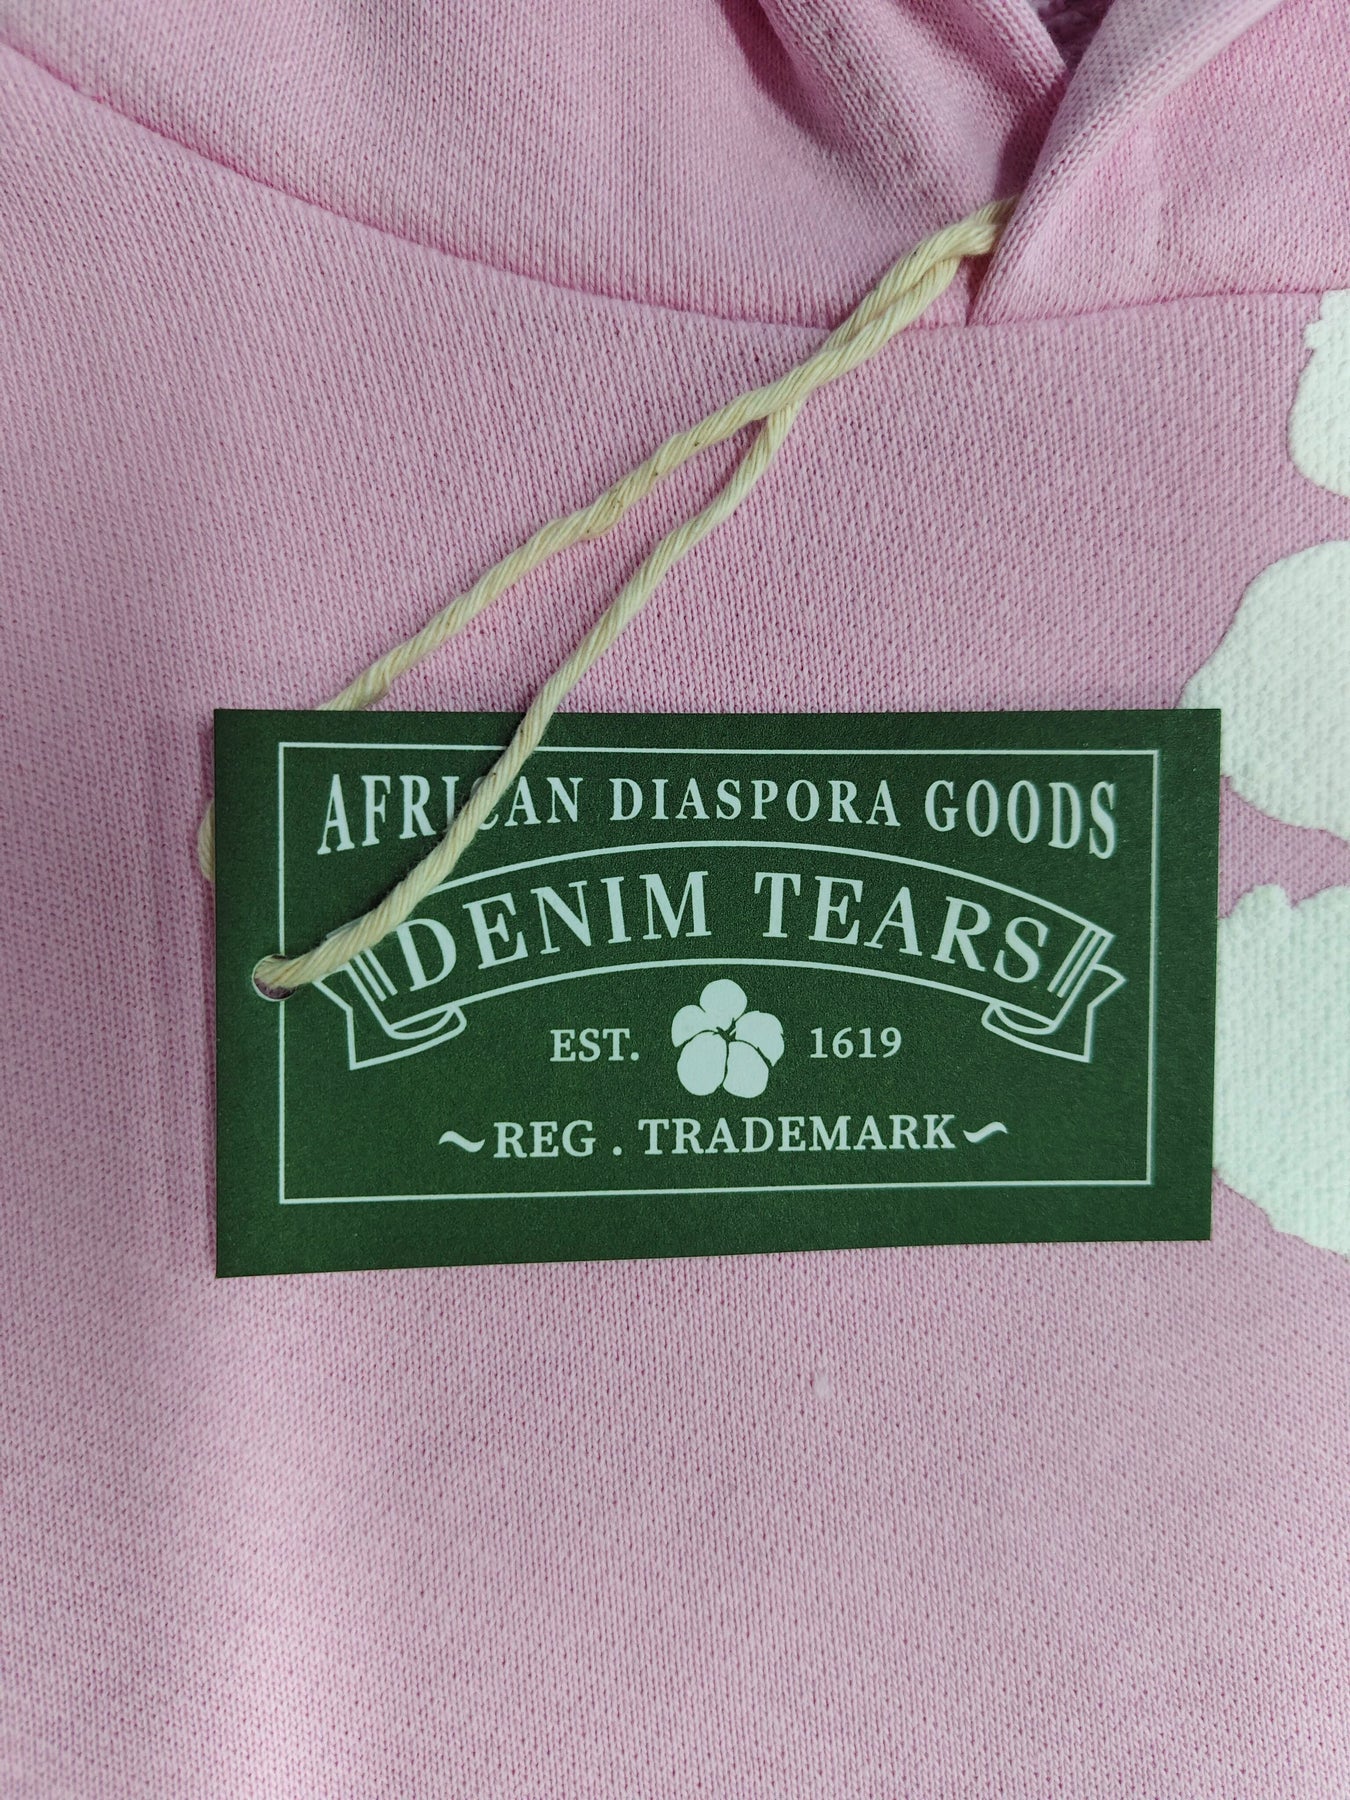 AFRICAN DIASPORA GOODS
DENIM TEARS
EST. 1619
~REG . TRADEMARK~